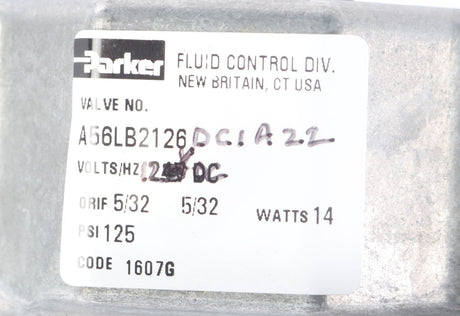 Parker
FLUID CONTROL DIV.
NEW BRITAIN, CT USA
VALVE NO.
A56LB2126 DC1A22
VOLTS/HZ DC
ORIF 5/32 5/32 WATTS 14
PSI 125
CODE 1607G